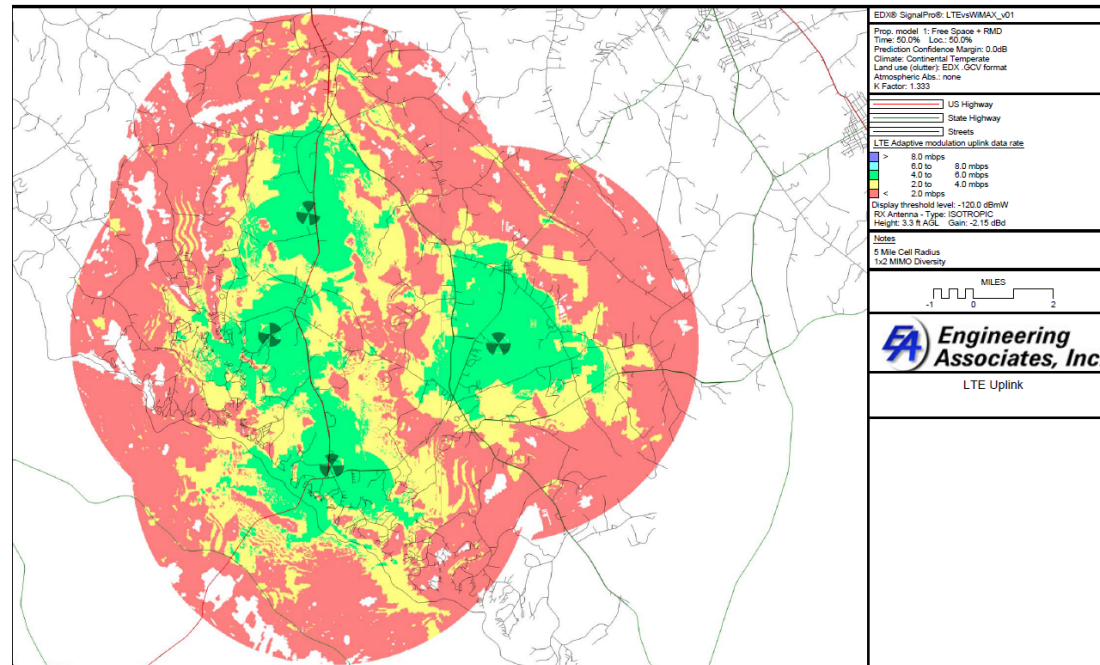 EDX® SignalPro®: LTEvsWiMAX_v01
Prop. model 1: Free Space + RMD
Time: 50.0% Loc.: 50.0%
Prediction Confidence Margin: 0.0dB
Climate: Continental Temperate
Land use (clutter): EDX .GCV format
Atmospheric Abs.: none
K Factor: 1.333
US Highway
State Highway
Streets
LTE Adaptive modulation uplink data rate
> 8.0 mbps
6.0 to 8.0 mbps
4.0 to 6.0 mbps
2.0 to 4.0 mbps
< 2.0 mbps
Display threshold level: -120.0 dBmW
RX Antenna - Type: ISOTROPIC
Height: 3.3 ft AGL Gain: -2.15 dBd
Notes
5 Mile Cell Radius
1x2 MIMO Diversity
MILES
-1 0 2
EA Engineering
Associates, Inc
LTE Uplink